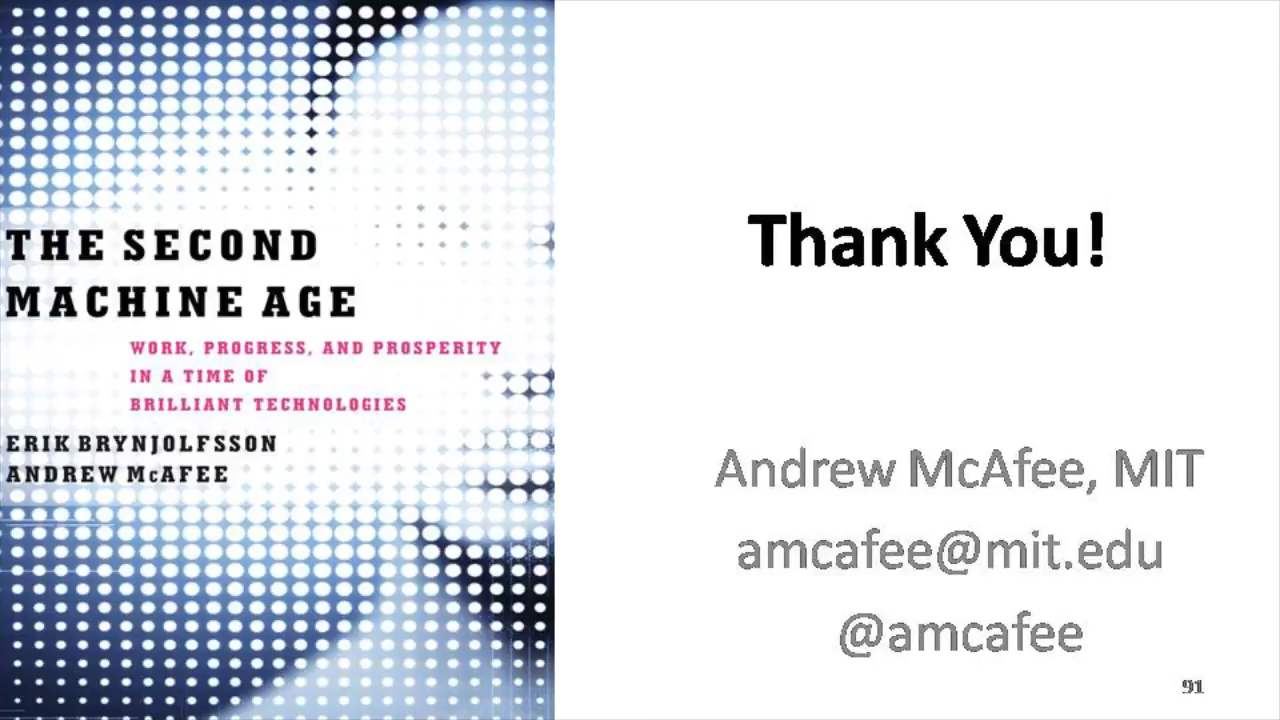 THE SECOND
MACHINE AGE
WORK, PROGRESS, AND PROSPERITY
IN A TIME OF
BRILLIANT TECHNOLOGIES
ERIK BRYNJOLFSSON
ANDREW McAFEE
Thank You!
Andrew McAfee, MIT
amcafee@mit.edu
@amcafee
91